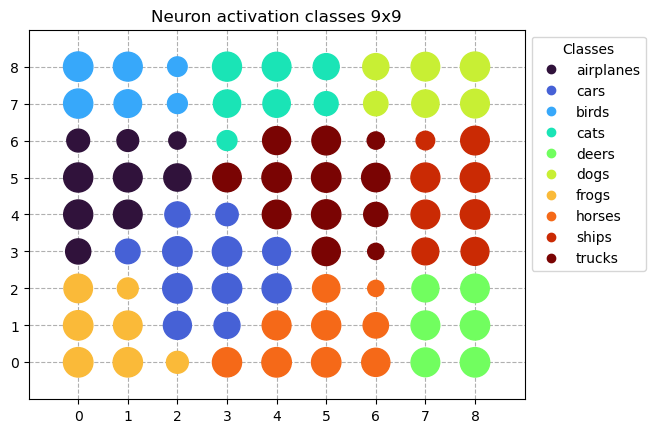 Neuron activation classes 9x9
8
7
6
5
4
3
2
1
0
0 1 2 3 4 5 6 7 8
Classes
airplanes
cars
birds
cats
deers
dogs
frogs
horses
ships
trucks